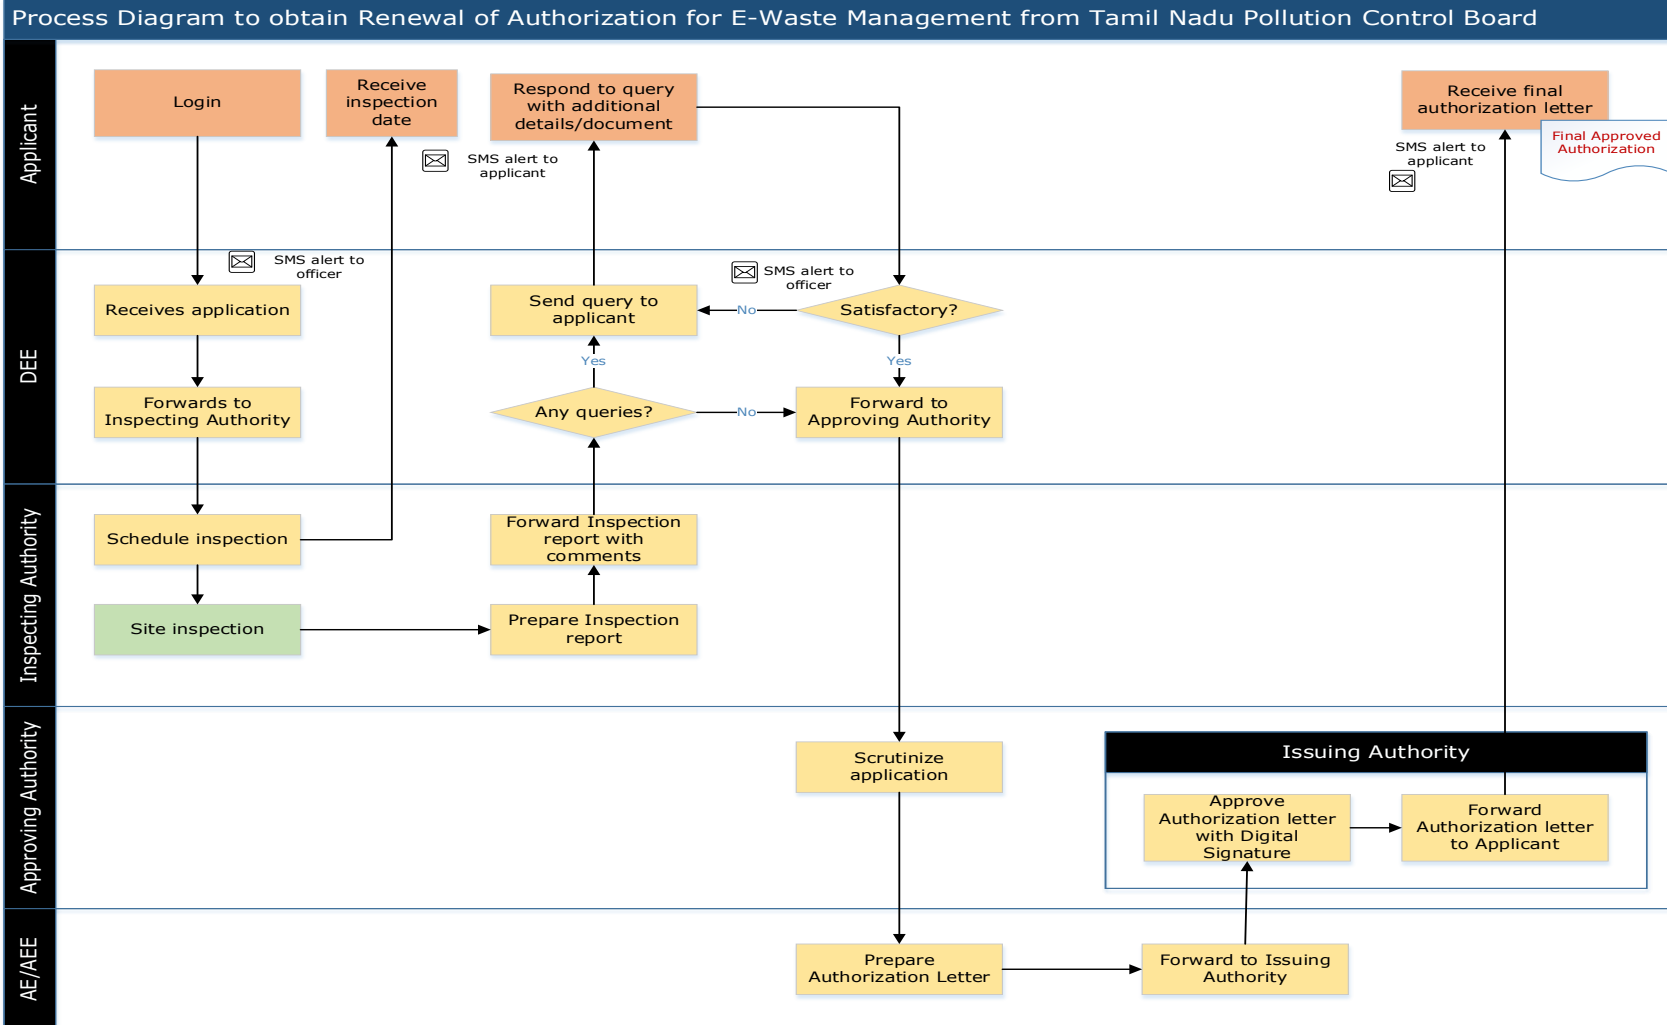 Process Diagram to obtain Renewal of Authorization for E-Waste Management from Tamil Nadu Pollution Control Board
Applicant
Login
Receive
inspection
date
Respond to query
with additional
details/document
Receive final
authorization letter
Final Approved
Authorization
SMS alert to
applicant
SMS alert to
applicant
DEE
SMS alert to
officer
SMS alert to
officer
Receives application
Send query to
applicant
No
Satisfactory?
Yes
Yes
Forwards to
Inspecting Authority
Any queries?
No
Forward to
Approving Authority
Inspecting Authority
Schedule inspection
Forward Inspection
report with
comments
Site inspection
Prepare Inspection
report
Approving Authority
Scrutinize
application
Issuing Authority
Approve
Authorization letter
with Digital
Signature
Forward
Authorization letter
to Applicant
AE/AEE
Prepare
Authorization Letter
Forward to Issuing
Authority